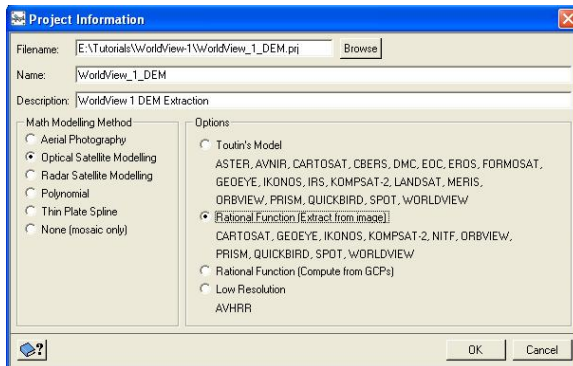 Project Information
Filename: E:\Tutorials\WorldView-1\WorldView_1_DEM.prj Browse
Name: WorldView_1_DEM
Description: WorldView 1 DEM Extraction
Math Modelling Method
Aerial Photography
Optical Satellite Modelling
Radar Satellite Modelling
Polynomial
Thin Plate Spline
None (mosaic only)
Options
Toutin's Model
ASTER, AVNIR, CARTOSAT, CBERS, DMC, EOC, EROS, FORMOSAT,
GEOEYE, IKONOS, IRS, KOMPSAT-2, LANDSAT, MERIS,
ORBVIEW, PRISM, QUICKBIRD, SPOT, WORLDVIEW
Rational Function (Extract from image)
CARTOSAT, GEOEYE, IKONOS, KOMPSAT-2, NITF, ORBVIEW,
PRISM, QUICKBIRD, SPOT, WORLDVIEW
Rational Function (Compute from GCPs)
Low Resolution
AVHRR
?
OK Cancel